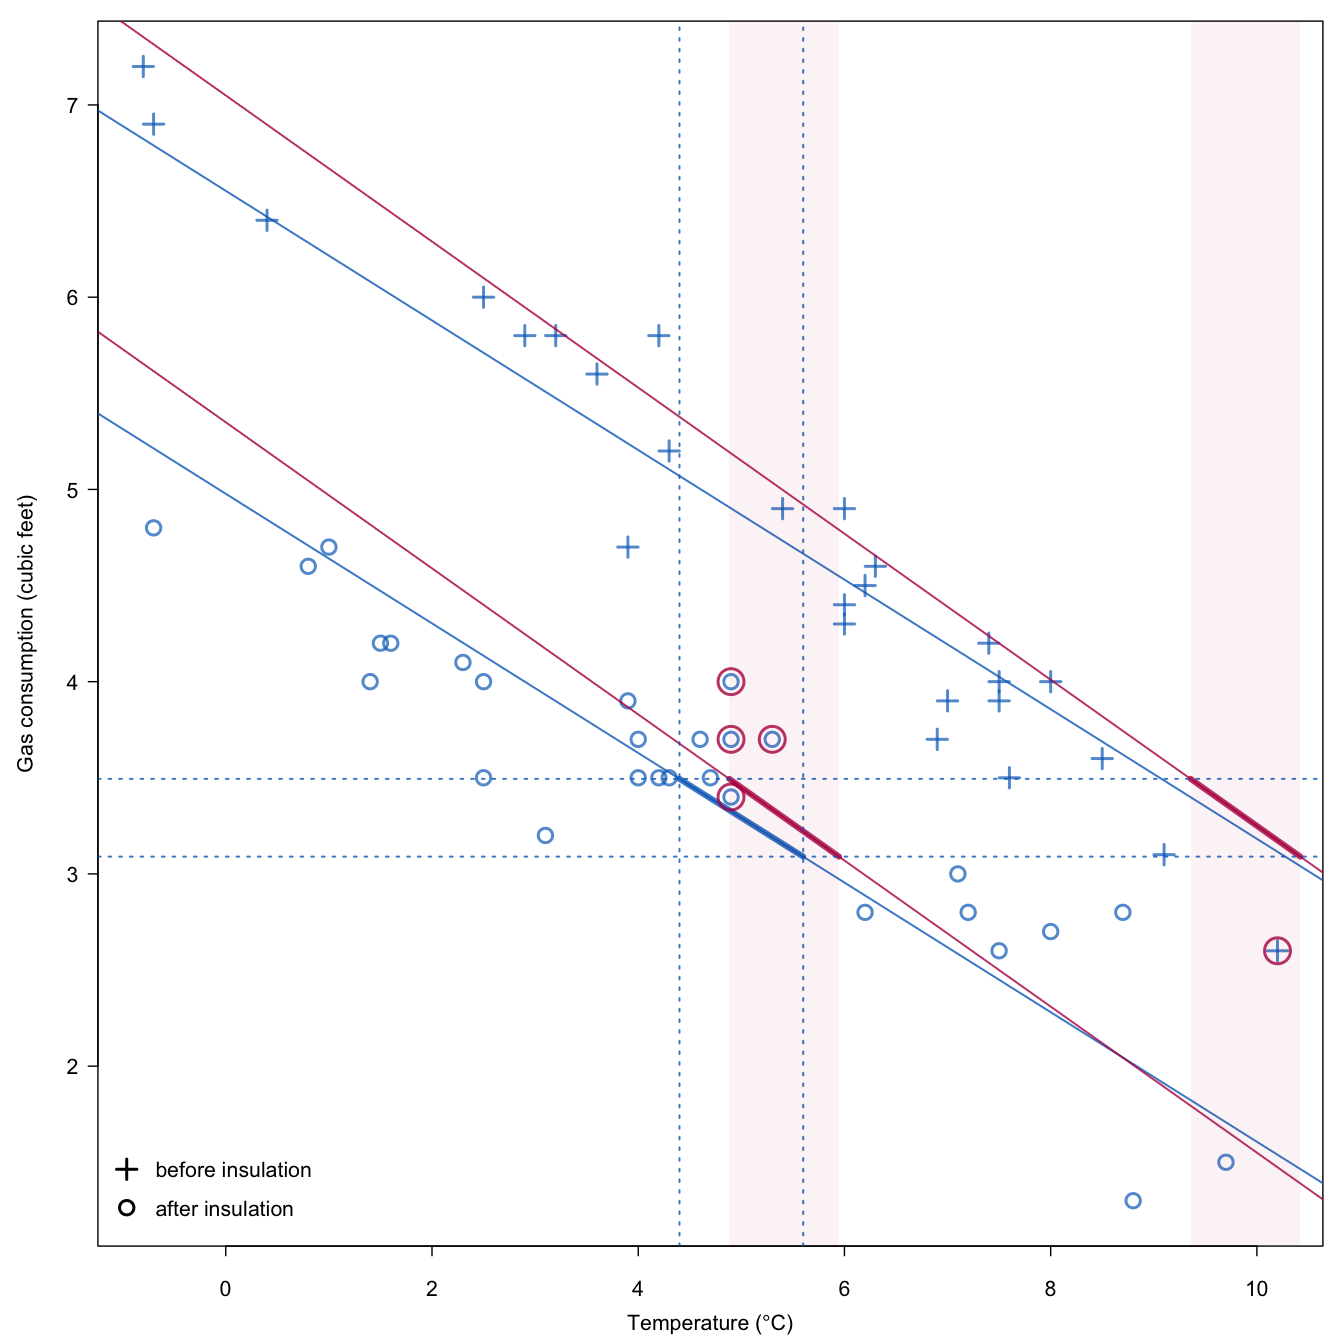 7
6
5
4
3
2
Gas consumption (cubic feet)
before insulation
after insulation
0 2 4 6 8 10
Temperature (°C)